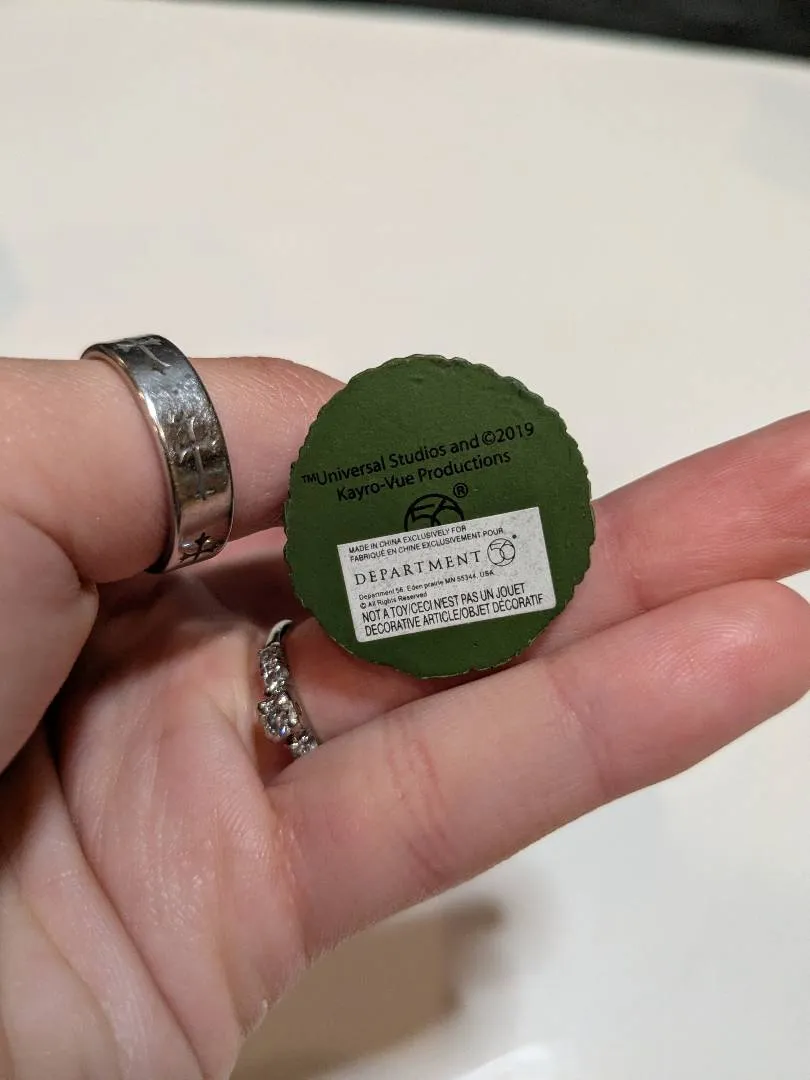 ™Universal Studios and ©2019
Kayro-Vue Productions
56®
MADE IN CHINA EXCLUSIVELY FOR
FABRIQUÉ EN CHINE EXCLUSIVEMENT POUR
DEPARTMENT 56®
Department 56, Eden prairie MN 55344, USA
© All Rights Reserved
NOT A TOY/CECI N'EST PAS UN JOUET
DECORATIVE ARTICLE/OBJET DÉCORATIF